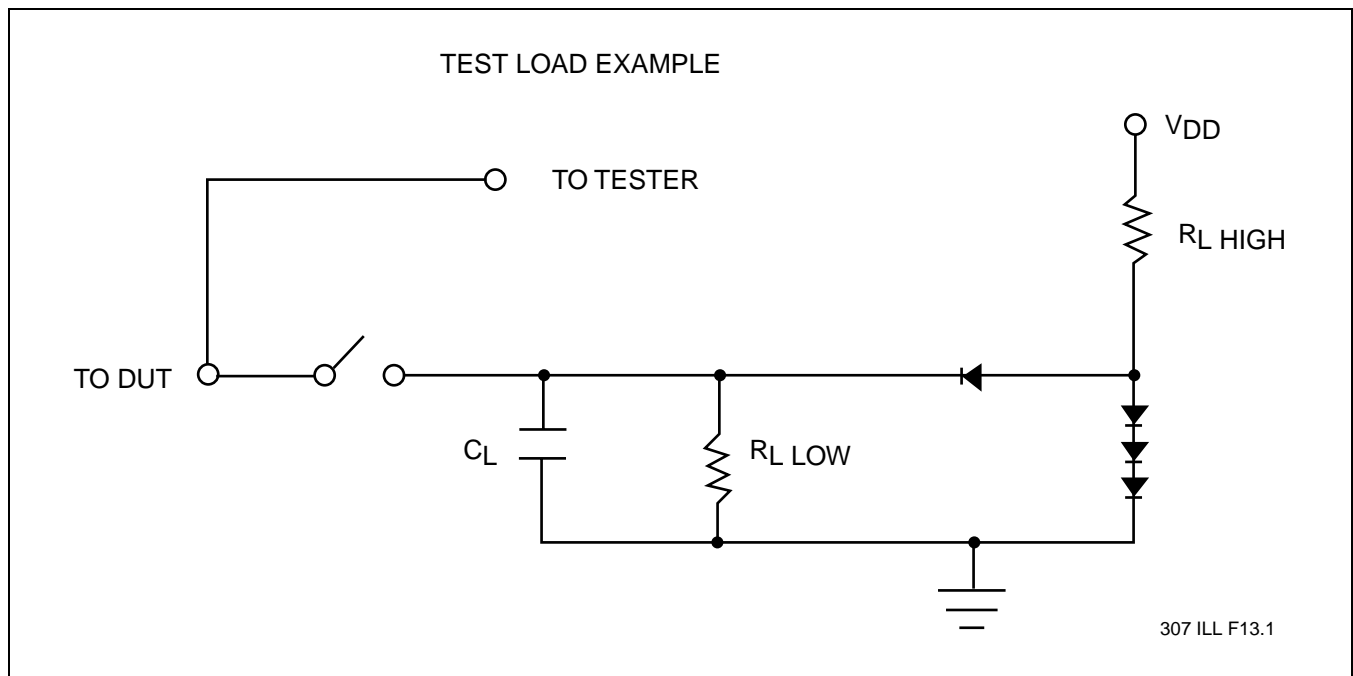 TEST LOAD EXAMPLE
VDD
TO TESTER
RL HIGH
TO DUT
CL
RL LOW
307 ILL F13.1